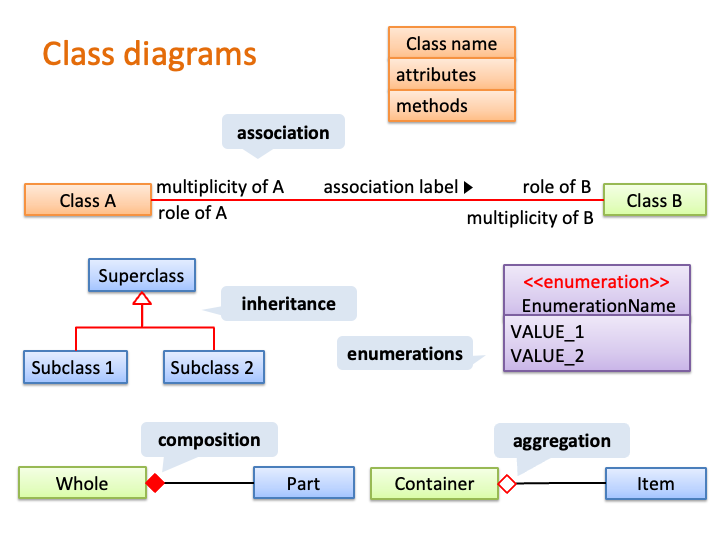 Class diagrams
Class name
attributes
methods
association
multiplicity of A
association label
role of B
Class A
role of A
multiplicity of B
Class B
Superclass
inheritance
Subclass 1
Subclass 2
<<enumeration>>
EnumerationName
VALUE_1
VALUE_2
enumerations
composition
Whole
Part
aggregation
Container
Item